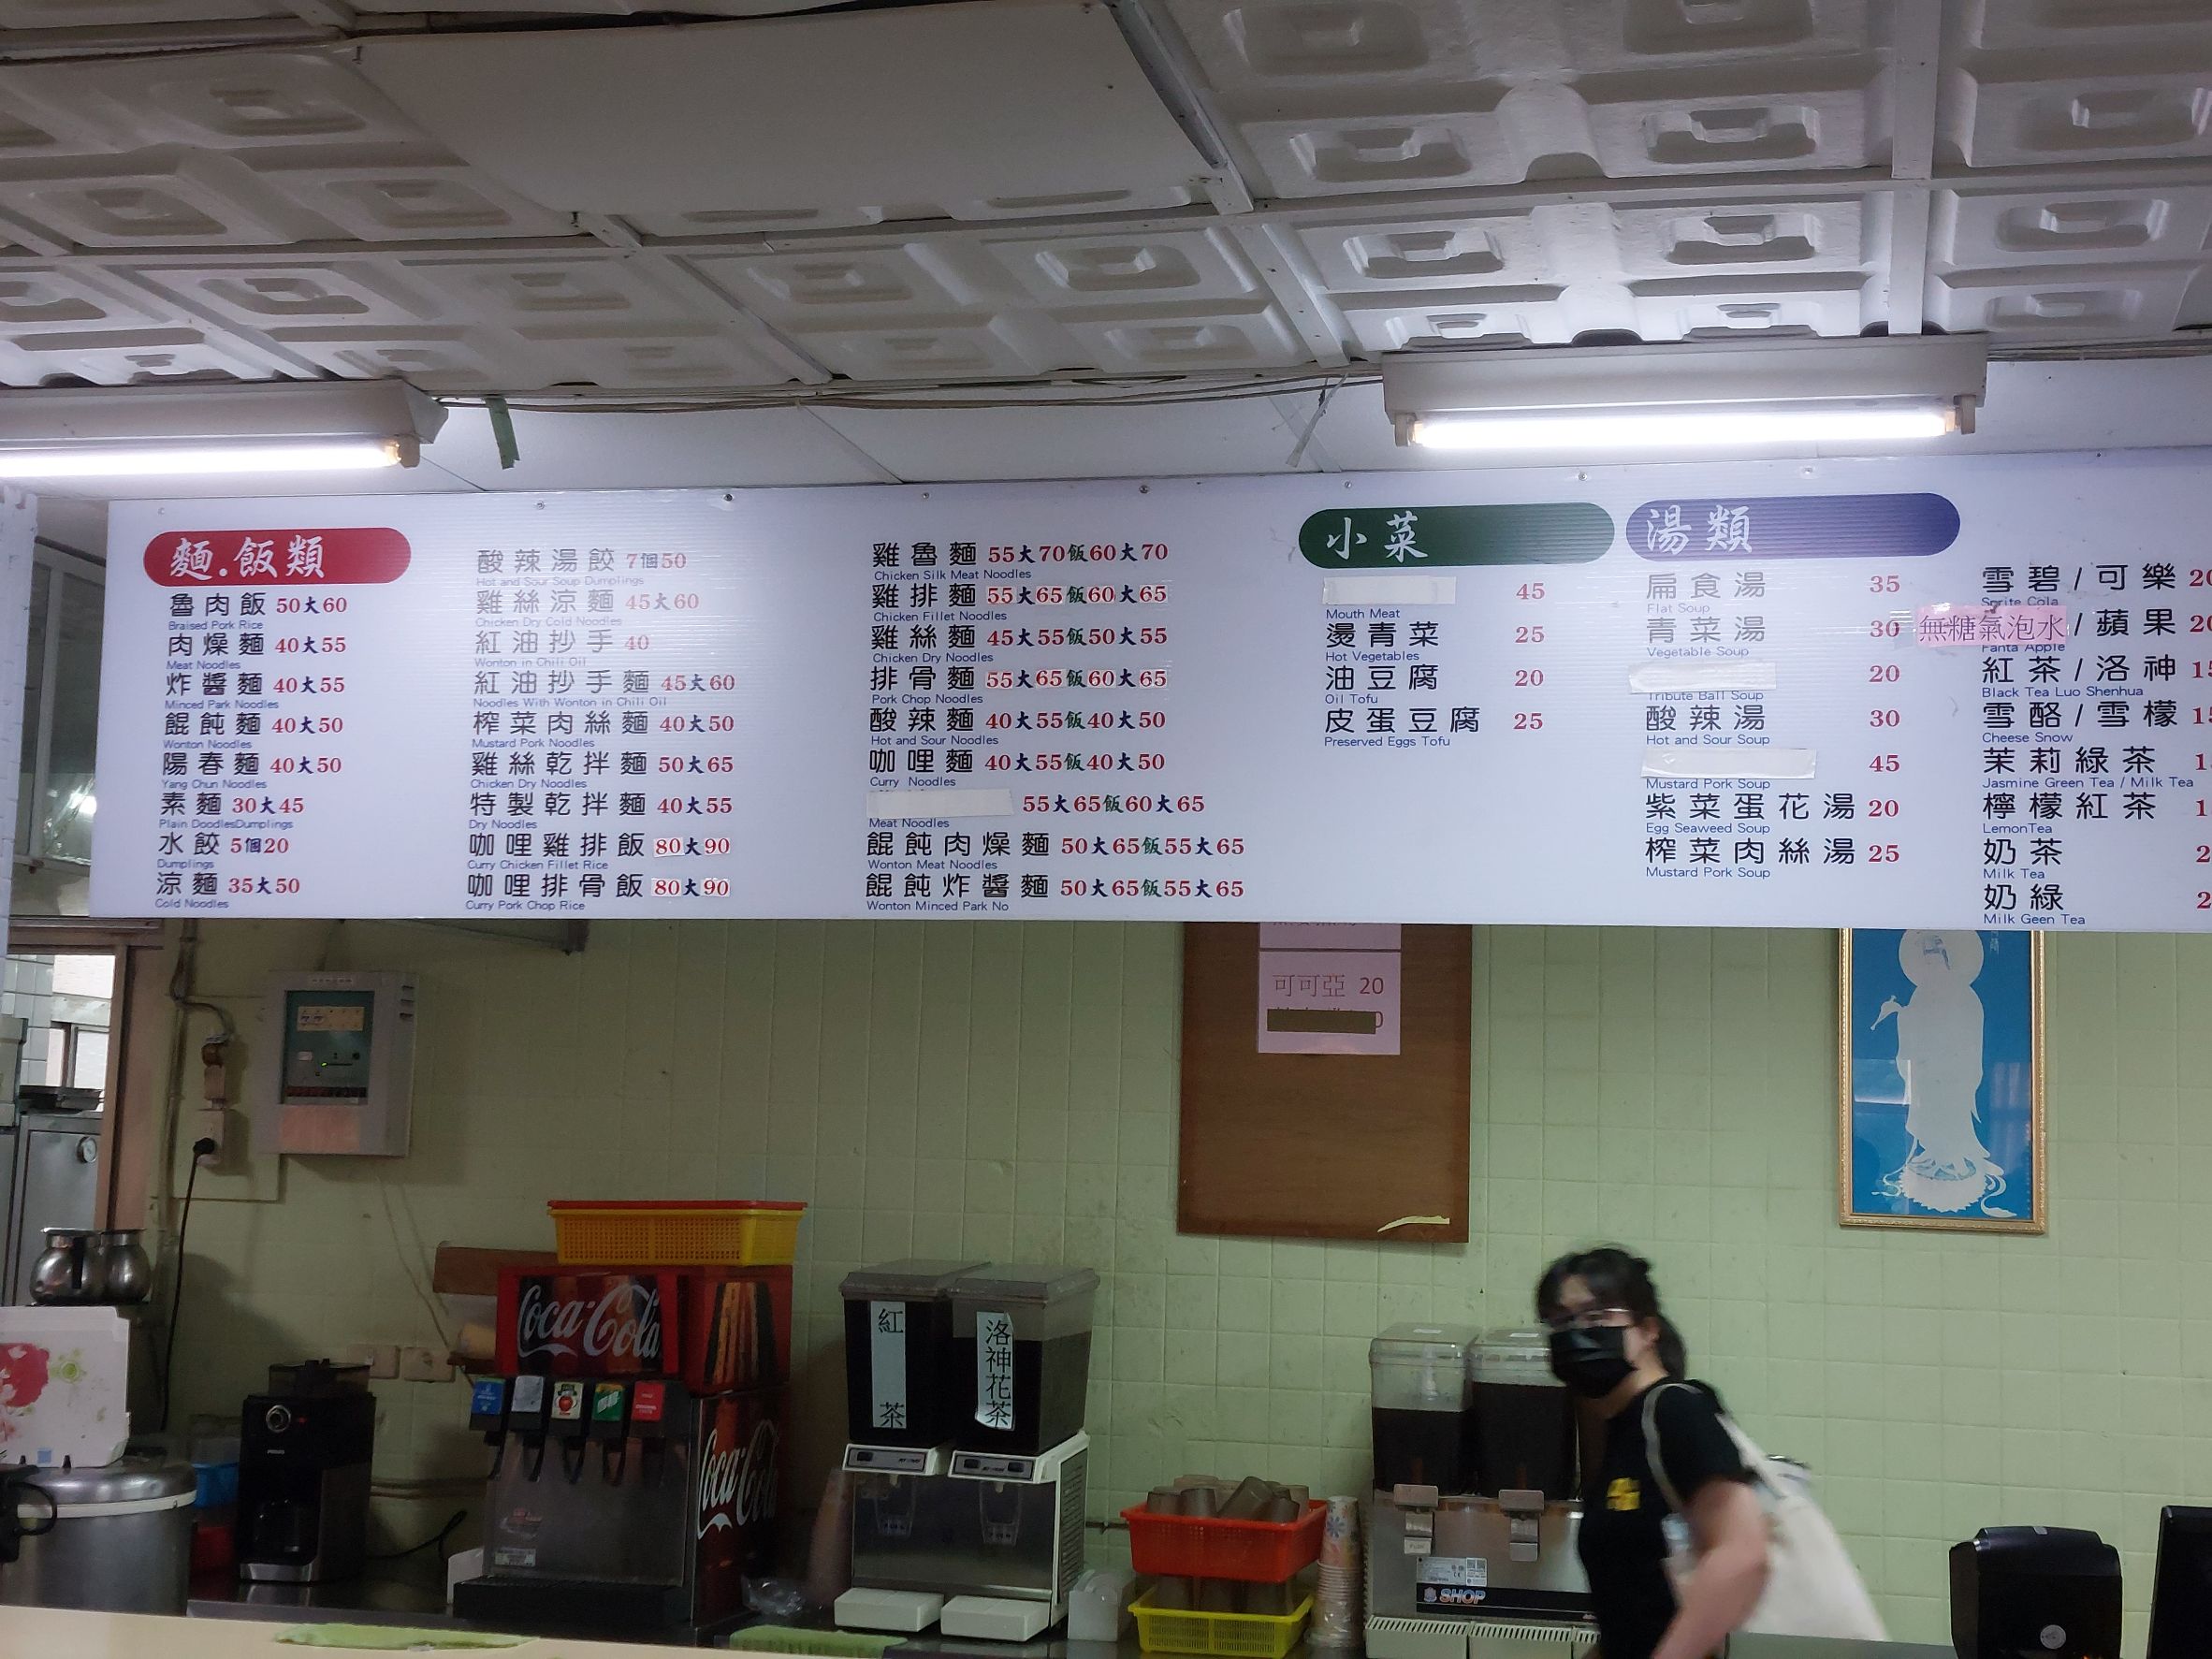 麵.飯類
魯肉飯 50大60
Braised Pork Rice
肉燥麵 40大55
Meat Noodles
炸醬麵 40大55
Minced Park Noodles
餛飩麵 40大50
Wonton Noodles
陽春麵 40大50
Yang Chun Noodles
素麵 30大45
Plain DoodlesDumplings
水餃 5個20
Dumplings
涼麵 35大50
Cold Noodles
酸辣湯餃 7個50
Hot and Sour Soup Dumplings
雞絲涼麵 45大60
Chicken Dry Cold Noodles
紅油抄手 40
Wonton in Chili Oil
紅油抄手麵 45大60
Noodles With Wonton in Chili Oil
榨菜肉絲麵 40大50
Mustard Pork Noodles
雞絲乾拌麵 50大65
Chicken Dry Noodles
特製乾拌麵 40大55
Dry Noodles
咖哩雞排飯 80大90
Curry Chicken Fillet Rice
咖哩排骨飯 80大90
Curry Pork Chop Rice
雞魯麵 55大70飯60大70
Chicken Silk Meat Noodles
雞排麵 55大65飯60大65
Chicken Fillet Noodles
雞絲麵 45大55飯50大55
Chicken Dry Noodles
排骨麵 55大65飯60大65
Pork Chop Noodles
酸辣麵 40大55飯40大50
Hot and Sour Noodles
咖哩麵 40大55飯40大50
Curry Noodles
55大65飯60大65
Meat Noodles
餛飩肉燥麵 50大65飯55大65
Wonton Meat Noodles
餛飩炸醬麵 50大65飯55大65
Wonton Minced Park No
小菜
45
Mouth Meat
燙青菜 25
Hot Vegetables
油豆腐 20
Oil Tofu
皮蛋豆腐 25
Preserved Eggs Tofu
湯類
扁食湯 35
Flat Soup
青菜湯 30
Vegetable Soup
20
Tribute Ball Soup
酸辣湯 30
Hot and Sour Soup
45
Mustard Pork Soup
紫菜蛋花湯 20
Egg Seaweed Soup
榨菜肉絲湯 25
Mustard Pork Soup
雪碧/可樂 20
Sprite Cola
無糖氣泡水/蘋果 20
Fanta Apple
紅茶/洛神 15
Black Tea Luo Shenhua
雪酪/雪檬 15
Cheese Snow
茉莉綠茶
Jasmine Green Tea / Milk Tea
檸檬紅茶
LemonTea
奶茶
Milk Tea
奶綠
Milk Geen Tea
可可亞 20
Coca-Cola
Coca-Cola
紅茶
洛神花茶
SHOP